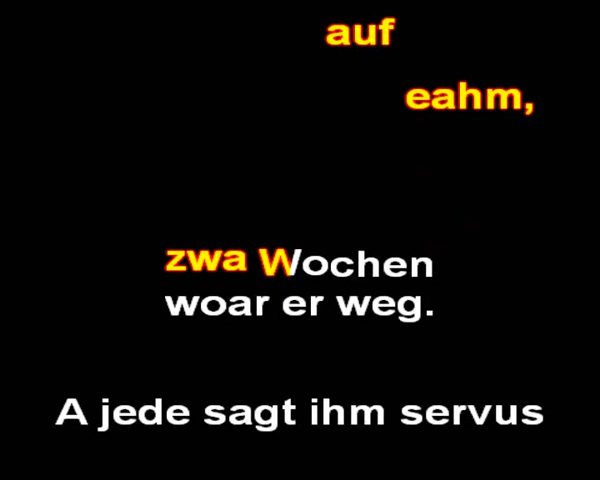 auf
eahm,
zwa Wochen
woar er weg.
A jede sagt ihm servus